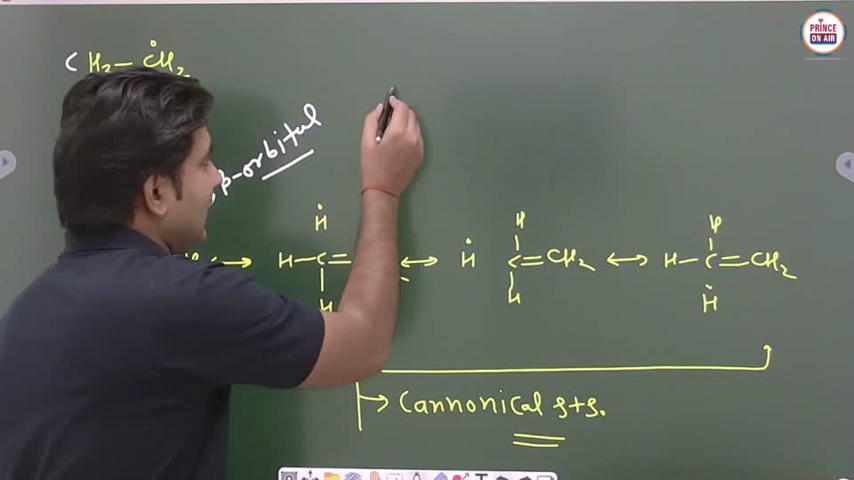 CH2–ĊH2
p-orbital
Ḣ
H–C=
H
Ḣ
H
C=CH2
H
H
H–C=CH2
Ḣ
Cannonical sts.
PRINCE
ON AIR